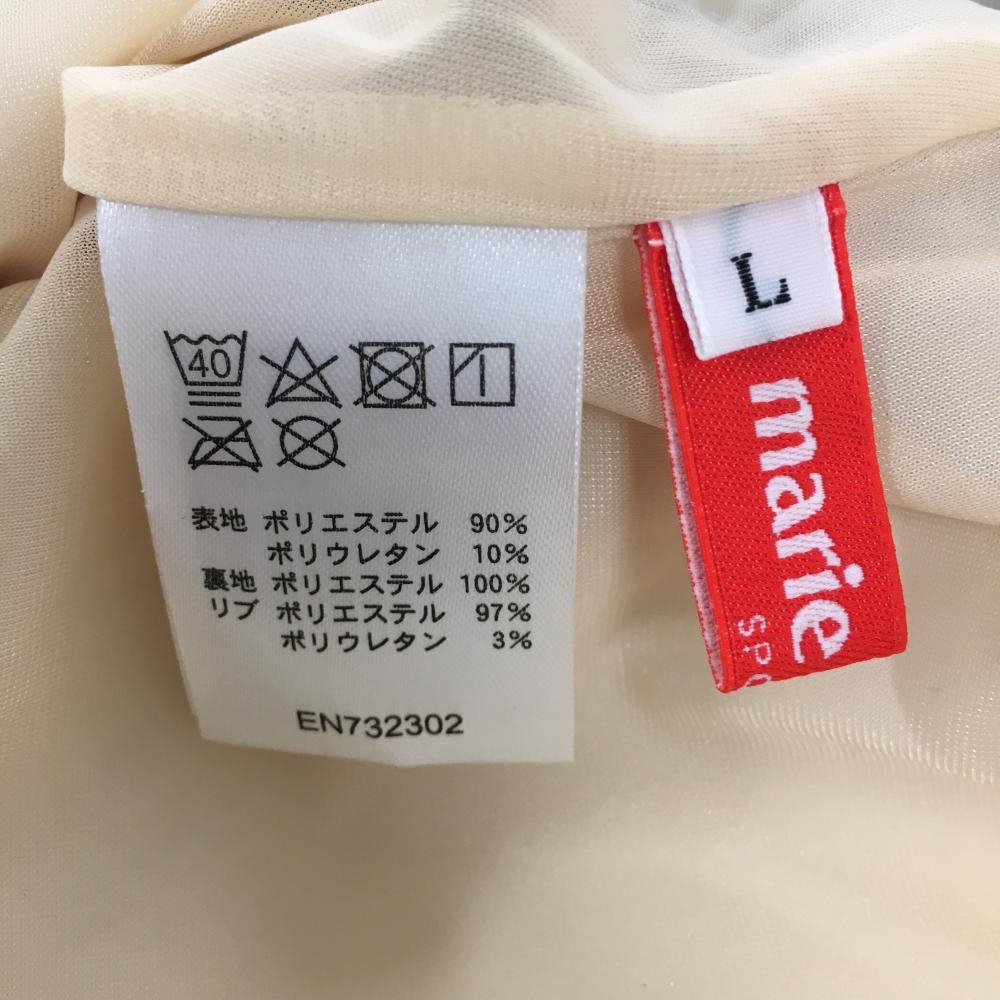 40
表地 ポリエステル 90%
ポリウレタン 10%
裏地 ポリエステル 100%
リブ ポリエステル 97%
ポリウレタン 3%
EN732302
L
marie
SPO